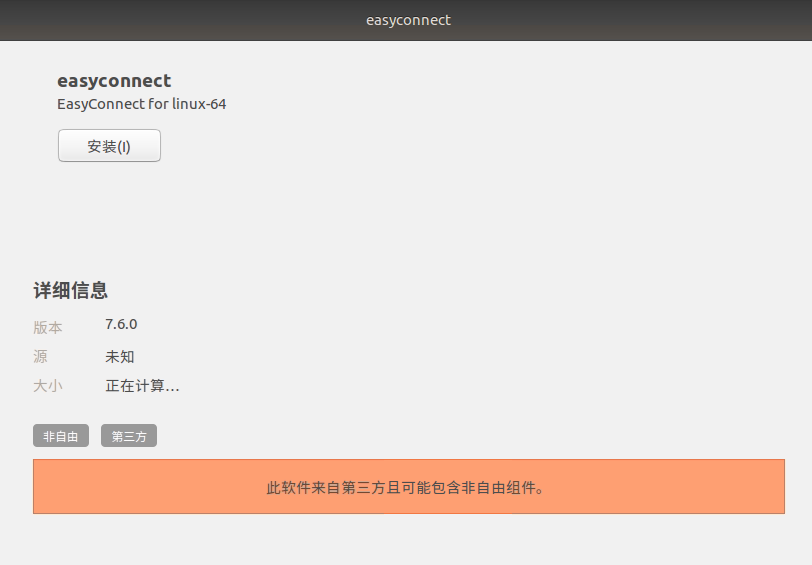 easyconnect
easyconnect
EasyConnect for linux-64
安装(I)
详细信息
版本 7.6.0
源 未知
大小 正在计算…
非自由 第三方
此软件来自第三方且可能包含非自由组件。